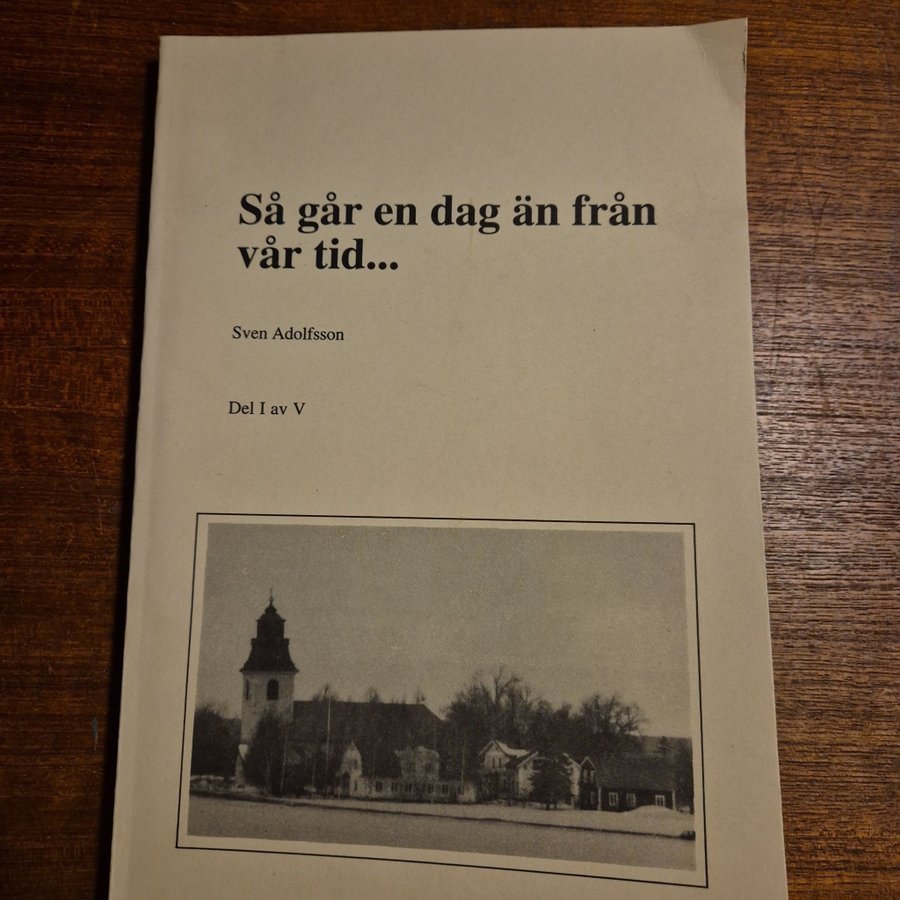 Så går en dag än från
vår tid...
Sven Adolfsson
Del I av V